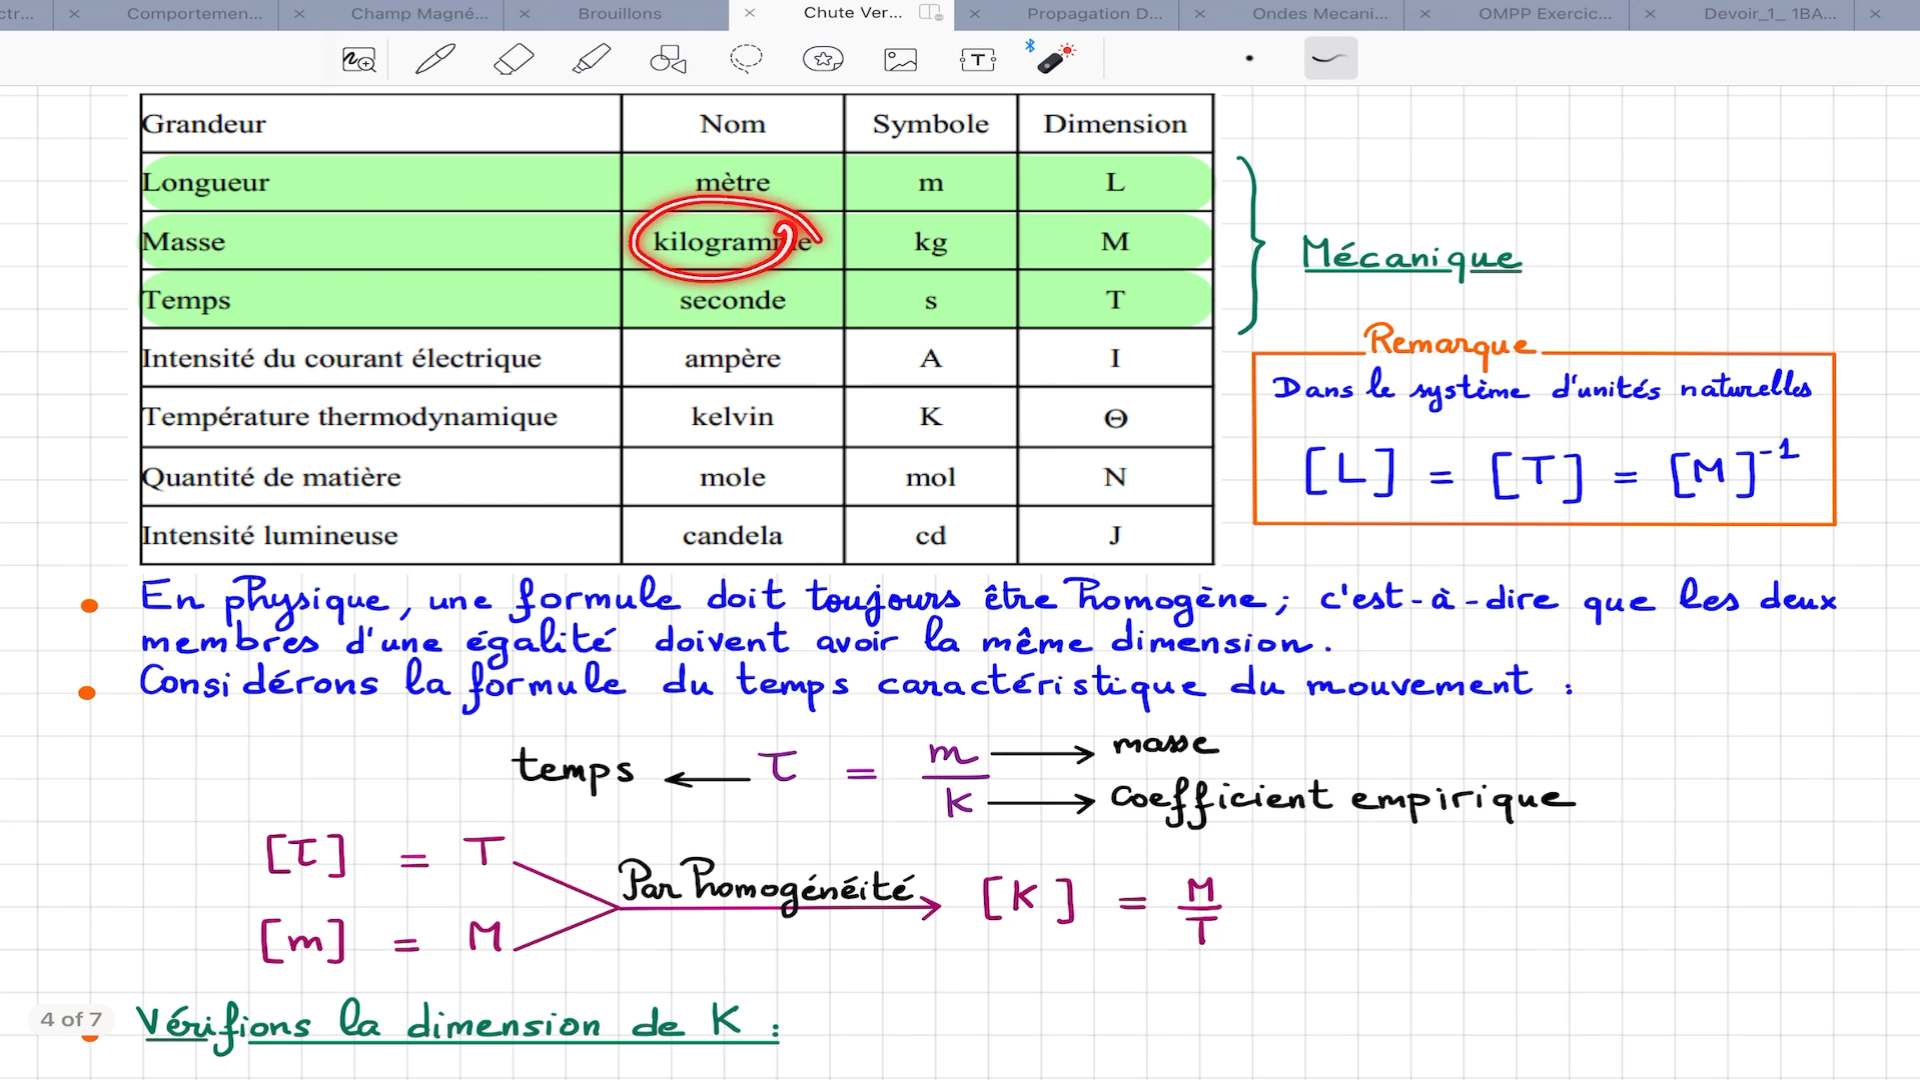 ctr... × Comportemen... × Champ Magné... × Brouillons × Chute Ver... × Propagation D... × Ondes Mecani... × OMPP Exercic... × Devoir_1_ 1BA... ×
Grandeur Nom Symbole Dimension
Longueur mètre m L
Masse kilogramme kg M
Temps seconde s T
Intensité du courant électrique ampère A I
Température thermodynamique kelvin K Θ
Quantité de matière mole mol N
Intensité lumineuse candela cd J
Mécanique
Remarque
Dans le système d'unités naturelles
[L] = [T] = [M]⁻¹
• En physique, une formule doit toujours être homogène ; c'est-à-dire que les deux
membres d'une égalité doivent avoir la même dimension.
• Considérons la formule du temps caractéristique du mouvement :
temps ← τ = m/k
→ masse
→ coefficient empirique
[τ] = T
[m] = M
Par homogénéité → [k] = M/T
4 of 7
• Vérifions la dimension de K :